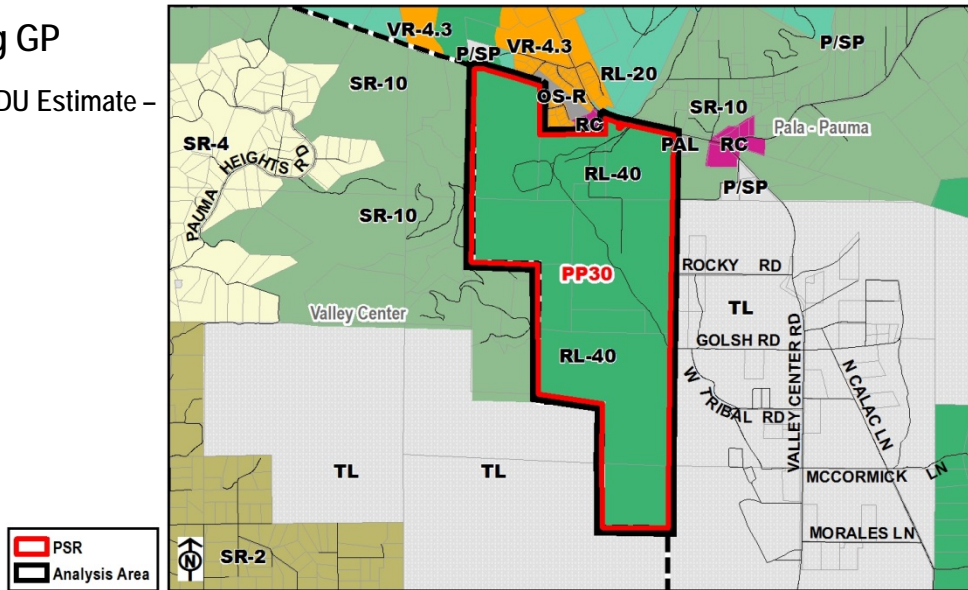 g GP
DU Estimate –
VR-4.3
P/SP
VR-4.3
P/SP
SR-10
RL-20
OS-R
SR-10
RC
Pala - Pauma
SR-4
PAL
RC
PAUMA HEIGHTS RD
RL-40
P/SP
SR-10
PP30
ROCKY RD
Valley Center
TL
GOLSH RD
RL-40
W TRIBAL RD
VALLEY CENTER RD
N CALAC LN
TL
TL
MCCORMICK LN
MORALES LN
PSR
Analysis Area
N
SR-2